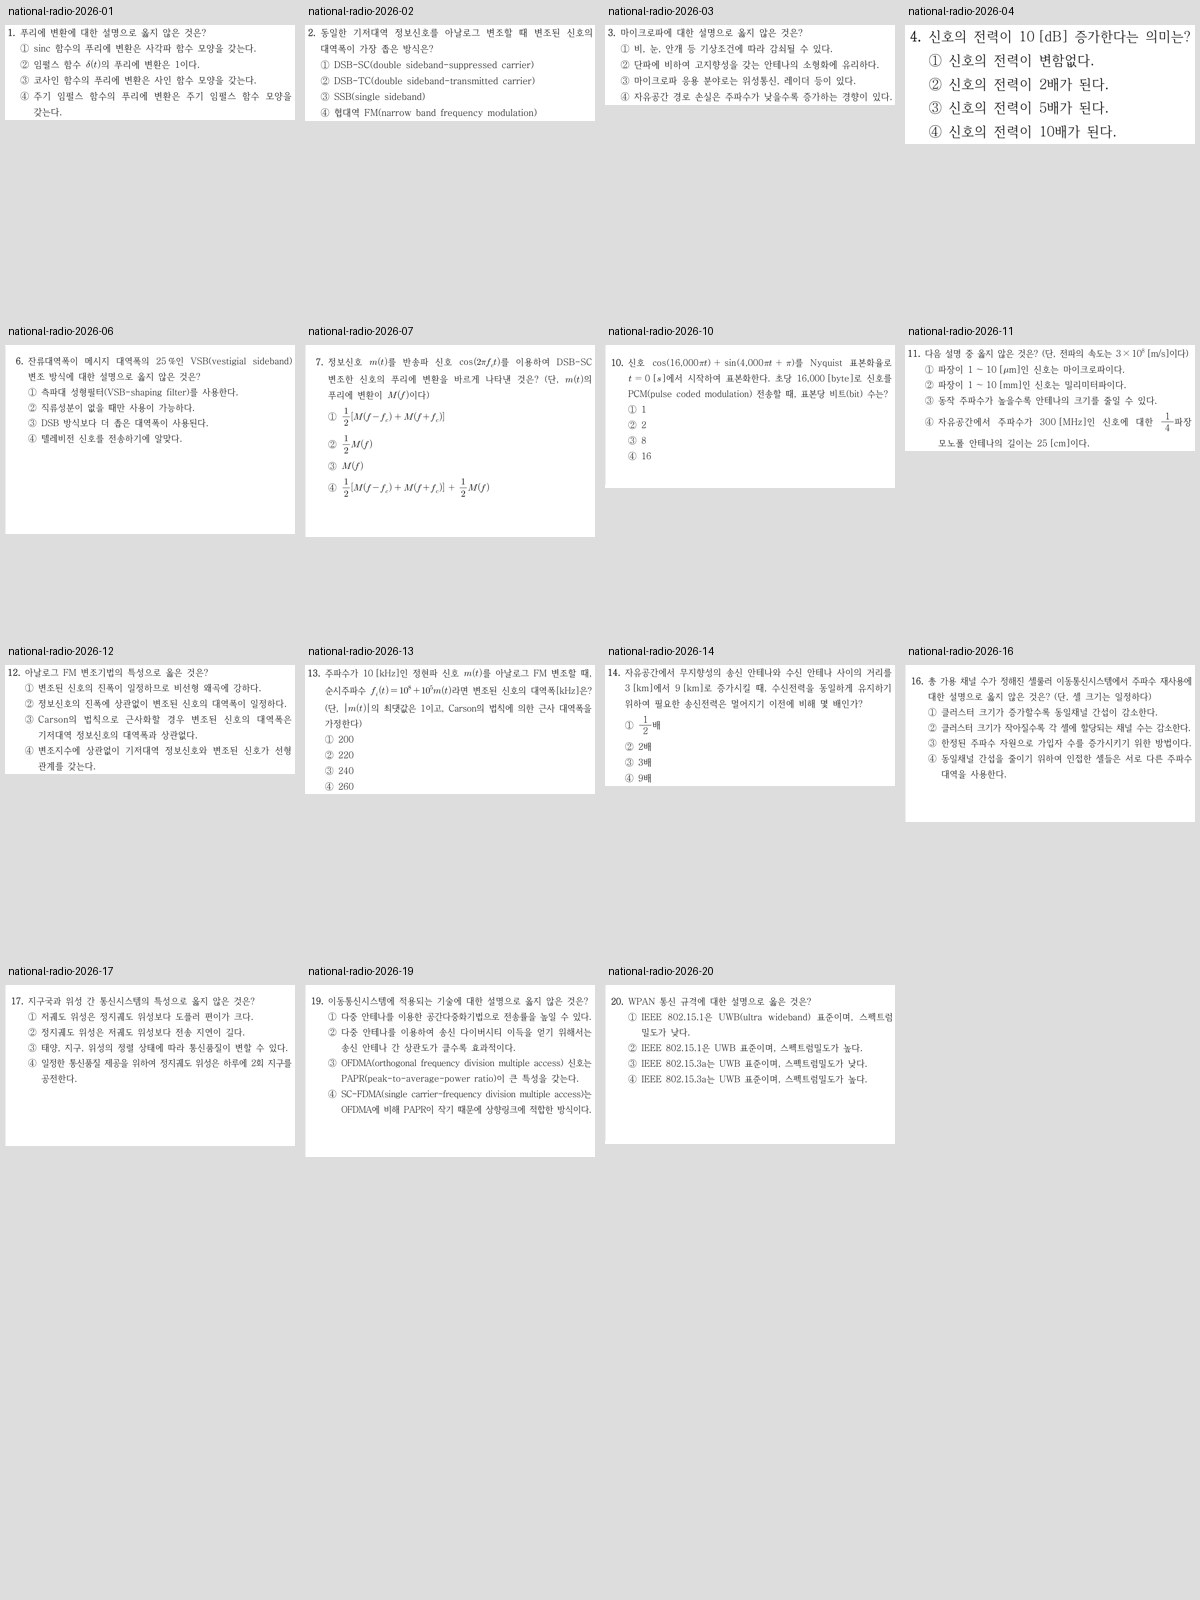 national-radio-2026-01
1. 푸리에 변환에 대한 설명으로 옳지 않은 것은?
① sinc 함수의 푸리에 변환은 사각파 함수 모양을 갖는다.
② 임펄스 함수 δ(t)의 푸리에 변환은 1이다.
③ 코사인 함수의 푸리에 변환은 사인 함수 모양을 갖는다.
④ 주기 임펄스 함수의 푸리에 변환은 주기 임펄스 함수 모양을
갖는다.
national-radio-2026-02
2. 동일한 기저대역 정보신호를 아날로그 변조할 때 변조된 신호의
대역폭이 가장 좁은 방식은?
① DSB-SC(double sideband-suppressed carrier)
② DSB-TC(double sideband-transmitted carrier)
③ SSB(single sideband)
④ 협대역 FM(narrow band frequency modulation)
national-radio-2026-03
3. 마이크로파에 대한 설명으로 옳지 않은 것은?
① 비, 눈, 안개 등 기상조건에 따라 감쇠될 수 있다.
② 단파에 비하여 고지향성을 갖는 안테나의 소형화에 유리하다.
③ 마이크로파 응용 분야로는 위성통신, 레이더 등이 있다.
④ 자유공간 경로 손실은 주파수가 낮을수록 증가하는 경향이 있다.
national-radio-2026-04
4. 신호의 전력이 10 [dB] 증가한다는 의미는?
① 신호의 전력이 변함없다.
② 신호의 전력이 2배가 된다.
③ 신호의 전력이 5배가 된다.
④ 신호의 전력이 10배가 된다.
national-radio-2026-06
6. 잔류대역폭이 메시지 대역폭의 25 %인 VSB(vestigial sideband)
변조 방식에 대한 설명으로 옳지 않은 것은?
① 측파대 성형필터(VSB-shaping filter)를 사용한다.
② 직류성분이 없을 때만 사용이 가능하다.
③ DSB 방식보다 더 좁은 대역폭이 사용된다.
④ 텔레비전 신호를 전송하기에 알맞다.
national-radio-2026-07
7. 정보신호 m(t)를 반송파 신호 cos(2πf_c t)를 이용하여 DSB-SC
변조한 신호의 푸리에 변환을 바르게 나타낸 것은? (단, m(t)의
푸리에 변환이 M(f)이다)
① 1/2[M(f-f_c) + M(f+f_c)]
② 1/2 M(f)
③ M(f)
④ 1/2[M(f-f_c) + M(f+f_c)] + 1/2 M(f)
national-radio-2026-10
10. 신호 cos(16,000πt) + sin(4,000πt + π)를 Nyquist 표본화율로
t = 0 [s]에서 시작하여 표본화한다. 초당 16,000 [byte]로 신호를
PCM(pulse coded modulation) 전송할 때, 표본당 비트(bit) 수는?
① 1
② 2
③ 8
④ 16
national-radio-2026-11
11. 다음 설명 중 옳지 않은 것은? (단, 전파의 속도는 3×10⁸ [m/s]이다)
① 파장이 1 ~ 10 [μm]인 신호는 마이크로파이다.
② 파장이 1 ~ 10 [mm]인 신호는 밀리미터파이다.
③ 동작 주파수가 높을수록 안테나의 크기를 줄일 수 있다.
④ 자유공간에서 주파수가 300 [MHz]인 신호에 대한 1/4 파장
모노폴 안테나의 길이는 25 [cm]이다.
national-radio-2026-12
12. 아날로그 FM 변조기법의 특성으로 옳은 것은?
① 변조된 신호의 진폭이 일정하므로 비선형 왜곡에 강하다.
② 정보신호의 진폭에 상관없이 변조된 신호의 대역폭이 일정하다.
③ Carson의 법칙으로 근사화할 경우 변조된 신호의 대역폭은
기저대역 정보신호의 대역폭과 상관없다.
④ 변조지수에 상관없이 기저대역 정보신호와 변조된 신호가 선형
관계를 갖는다.
national-radio-2026-13
13. 주파수가 10 [kHz]인 정현파 신호 m(t)를 아날로그 FM 변조할 때,
순시주파수 f_i(t) = 10⁸ + 10⁵m(t)라면 변조된 신호의 대역폭[kHz]은?
(단, |m(t)|의 최댓값은 1이고, Carson의 법칙에 의한 근사 대역폭을
가정한다)
① 200
② 220
③ 240
④ 260
national-radio-2026-14
14. 자유공간에서 무지향성의 송신 안테나와 수신 안테나 사이의 거리를
3 [km]에서 9 [km]로 증가시킬 때, 수신전력을 동일하게 유지하기
위하여 필요한 송신전력은 멀어지기 이전에 비해 몇 배인가?
① 1/2배
② 2배
③ 3배
④ 9배
national-radio-2026-16
16. 총 가용 채널 수가 정해진 셀룰러 이동통신시스템에서 주파수 재사용에
대한 설명으로 옳지 않은 것은? (단, 셀 크기는 일정하다)
① 클러스터 크기가 증가할수록 동일채널 간섭이 감소한다.
② 클러스터 크기가 작아질수록 각 셀에 할당되는 채널 수는 감소한다.
③ 한정된 주파수 자원으로 가입자 수를 증가시키기 위한 방법이다.
④ 동일채널 간섭을 줄이기 위하여 인접한 셀들은 서로 다른 주파수
대역을 사용한다.
national-radio-2026-17
17. 지구국과 위성 간 통신시스템의 특성으로 옳지 않은 것은?
① 저궤도 위성은 정지궤도 위성보다 도플러 편이가 크다.
② 정지궤도 위성은 저궤도 위성보다 전송 지연이 길다.
③ 태양, 지구, 위성의 정렬 상태에 따라 통신품질이 변할 수 있다.
④ 일정한 통신품질 제공을 위하여 정지궤도 위성은 하루에 2회 지구를
공전한다.
national-radio-2026-19
19. 이동통신시스템에 적용되는 기술에 대한 설명으로 옳지 않은 것은?
① 다중 안테나를 이용한 공간다중화기법으로 전송률을 높일 수 있다.
② 다중 안테나를 이용하여 송신 다이버시티 이득을 얻기 위해서는
송신 안테나 간 상관도가 클수록 효과적이다.
③ OFDMA(orthogonal frequency division multiple access) 신호는
PAPR(peak-to-average-power ratio)이 큰 특성을 갖는다.
④ SC-FDMA(single carrier-frequency division multiple access)는
OFDMA에 비해 PAPR이 작기 때문에 상향링크에 적합한 방식이다.
national-radio-2026-20
20. WPAN 통신 규격에 대한 설명으로 옳은 것은?
① IEEE 802.15.1은 UWB(ultra wideband) 표준이며, 스펙트럼
밀도가 낮다.
② IEEE 802.15.1은 UWB 표준이며, 스펙트럼밀도가 높다.
③ IEEE 802.15.3a는 UWB 표준이며, 스펙트럼밀도가 낮다.
④ IEEE 802.15.3a는 UWB 표준이며, 스펙트럼밀도가 높다.